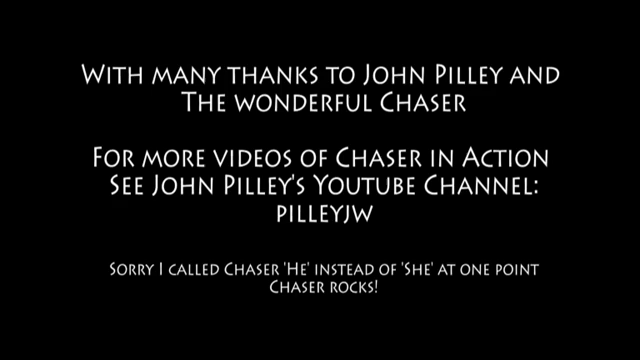 With many thanks to John Pilley and
The wonderful Chaser
For more videos of Chaser in Action
See John Pilley's Youtube Channel:
pilleyjw
Sorry I called Chaser 'He' instead of 'She' at one point
Chaser rocks!